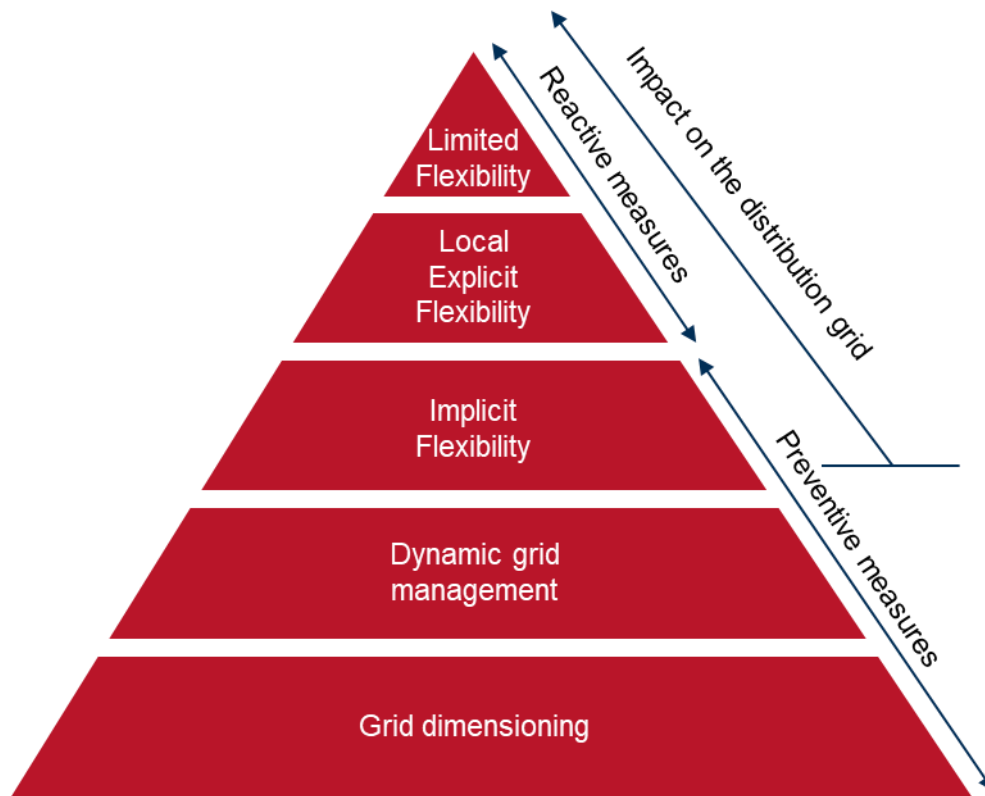 Limited
Flexibility
Local
Explicit
Flexibility
Implicit
Flexibility
Dynamic grid
management
Grid dimensioning
Reactive measures
Impact on the distribution grid
Preventive measures